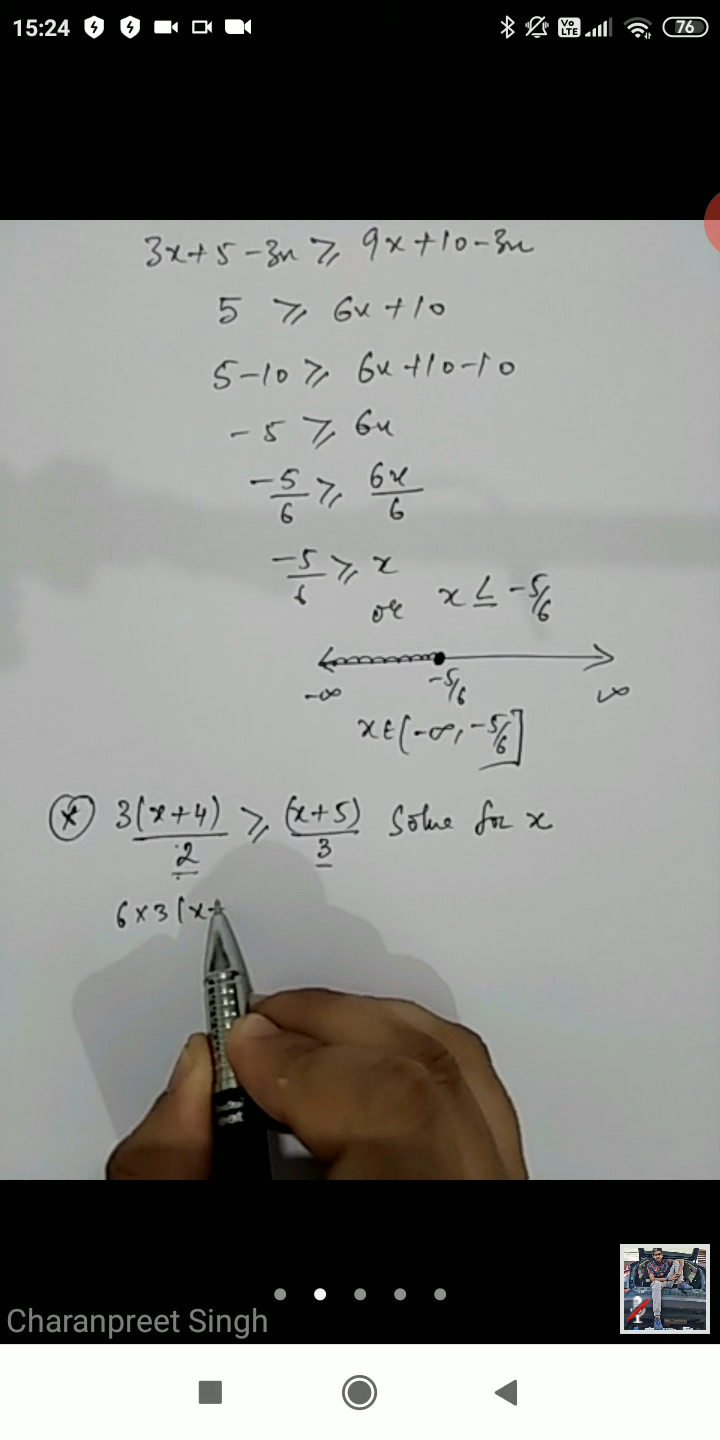 15:24 Vo LTE 76
3x+5-3x ⩾ 9x+10-3x
5 ⩾ 6x+10
5-10 ⩾ 6x+10-10
-5 ⩾ 6x
-5/6 ⩾ 6x/6
-5/6 ⩾ x
or x ≤ -5/6
-∞ -5/6 ∞
x∈(-∞, -5/6]
* 3(x+4)/2 ⩾ (x+5)/3 Solve for x
6×3(x+
Charanpreet Singh